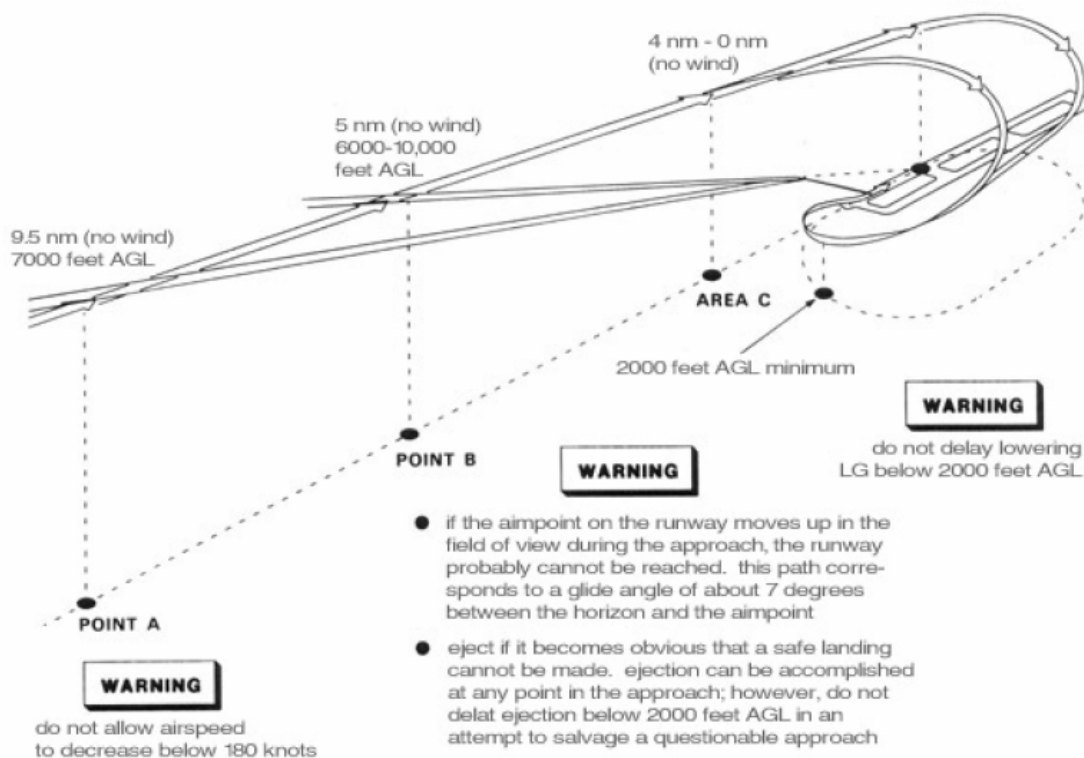 4 nm - 0 nm
(no wind)
5 nm (no wind)
6000-10,000
feet AGL
9.5 nm (no wind)
7000 feet AGL
AREA C
2000 feet AGL minimum
WARNING
do not delay lowering
LG below 2000 feet AGL
POINT B
WARNING
● if the aimpoint on the runway moves up in the
field of view during the approach, the runway
probably cannot be reached. this path corre-
sponds to a glide angle of about 7 degrees
between the horizon and the aimpoint
● eject if it becomes obvious that a safe landing
cannot be made. ejection can be accomplished
at any point in the approach; however, do not
delat ejection below 2000 feet AGL in an
attempt to salvage a questionable approach
POINT A
WARNING
do not allow airspeed
to decrease below 180 knots